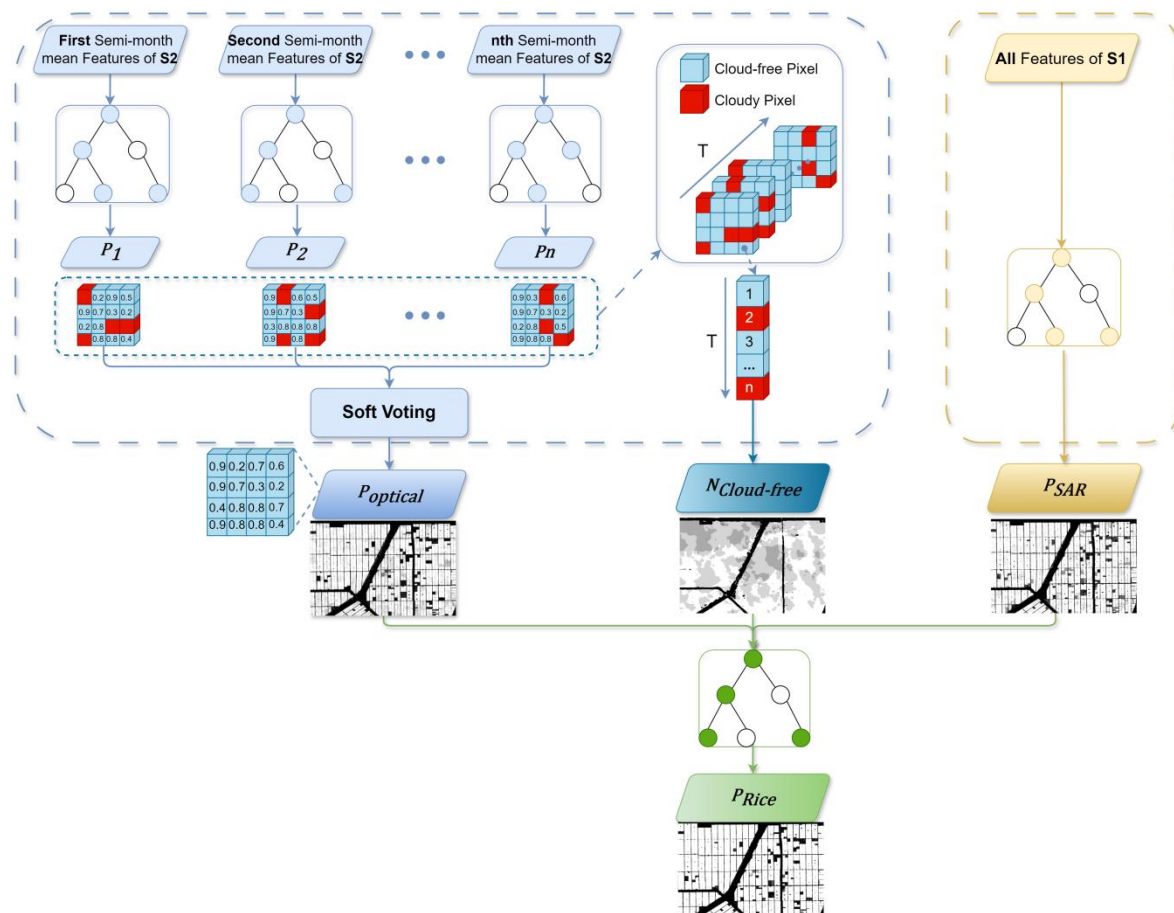 First Semi-month
mean Features of S2
Second Semi-month
mean Features of S2
nth Semi-month
mean Features of S2
Cloud-free Pixel
Cloudy Pixel
T
All Features of S1
P1
P2
Pn
0.2 0.9 0.5
0.9 0.7 0.3 0.2
0.2 0.8
0.8 0.8 0.4
0.9 0.6 0.5
0.9 0.7 0.3
0.3 0.8 0.8 0.8
0.9 0.8
0.9 0.3 0.6
0.9 0.7 0.3 0.2
0.2 0.8 0.5
0.9 0.8 0.8
T
1
2
3
...
n
Soft Voting
0.9 0.2 0.7 0.6
0.9 0.7 0.3 0.2
0.4 0.8 0.8 0.7
0.9 0.8 0.8 0.4
Poptical
NCloud-free
PSAR
PRice